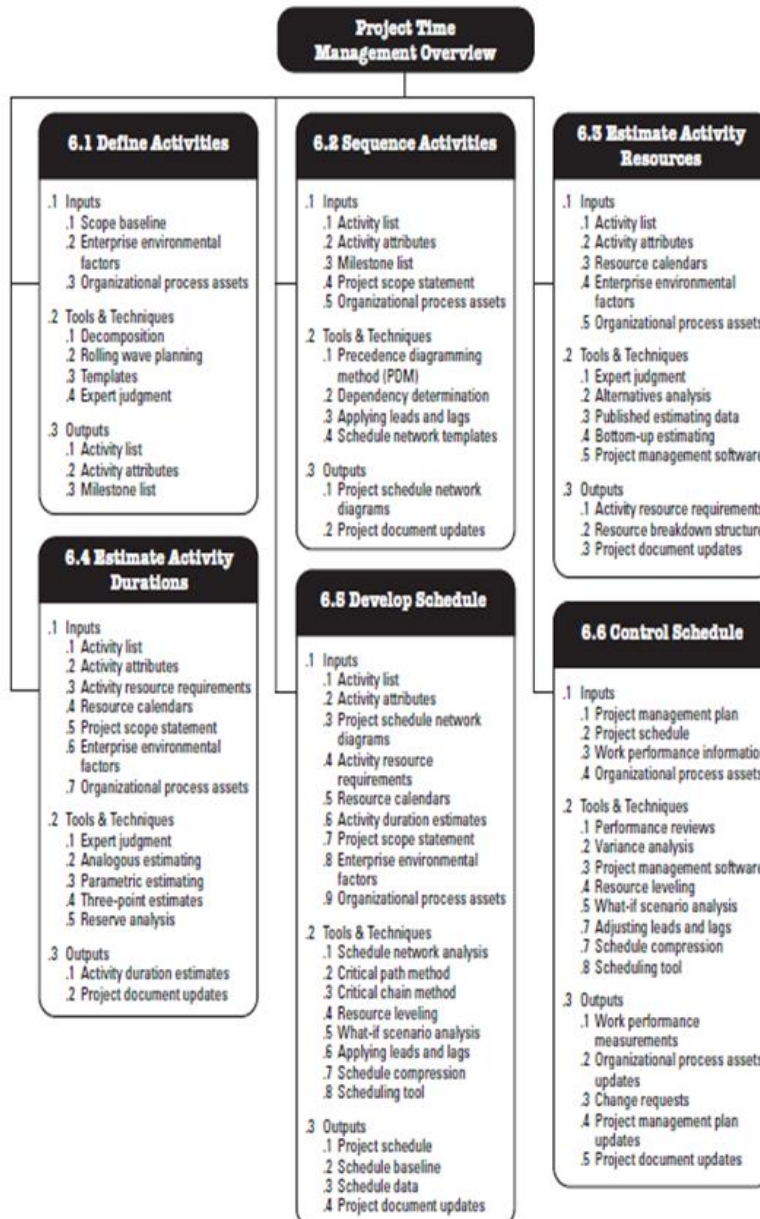 Project Time
Management Overview
6.1 Define Activities
.1 Inputs
.1 Scope baseline
.2 Enterprise environmental
factors
.3 Organizational process assets
.2 Tools & Techniques
.1 Decomposition
.2 Rolling wave planning
.3 Templates
.4 Expert judgment
.3 Outputs
.1 Activity list
.2 Activity attributes
.3 Milestone list
6.2 Sequence Activities
.1 Inputs
.1 Activity list
.2 Activity attributes
.3 Milestone list
.4 Project scope statement
.5 Organizational process assets
.2 Tools & Techniques
.1 Precedence diagramming
method (PDM)
.2 Dependency determination
.3 Applying leads and lags
.4 Schedule network templates
.3 Outputs
.1 Project schedule network
diagrams
.2 Project document updates
6.3 Estimate Activity
Resources
.1 Inputs
.1 Activity list
.2 Activity attributes
.3 Resource calendars
.4 Enterprise environmental
factors
.5 Organizational process assets
.2 Tools & Techniques
.1 Expert judgment
.2 Alternatives analysis
.3 Published estimating data
.4 Bottom-up estimating
.5 Project management software
.3 Outputs
.1 Activity resource requirements
.2 Resource breakdown structure
.3 Project document updates
6.4 Estimate Activity
Durations
.1 Inputs
.1 Activity list
.2 Activity attributes
.3 Activity resource requirements
.4 Resource calendars
.5 Project scope statement
.6 Enterprise environmental
factors
.7 Organizational process assets
.2 Tools & Techniques
.1 Expert judgment
.2 Analogous estimating
.3 Parametric estimating
.4 Three-point estimates
.5 Reserve analysis
.3 Outputs
.1 Activity duration estimates
.2 Project document updates
6.5 Develop Schedule
.1 Inputs
.1 Activity list
.2 Activity attributes
.3 Project schedule network
diagrams
.4 Activity resource
requirements
.5 Resource calendars
.6 Activity duration estimates
.7 Project scope statement
.8 Enterprise environmental
factors
.9 Organizational process assets
.2 Tools & Techniques
.1 Schedule network analysis
.2 Critical path method
.3 Critical chain method
.4 Resource leveling
.5 What-if scenario analysis
.6 Applying leads and lags
.7 Schedule compression
.8 Scheduling tool
.3 Outputs
.1 Project schedule
.2 Schedule baseline
.3 Schedule data
.4 Project document updates
6.6 Control Schedule
.1 Inputs
.1 Project management plan
.2 Project schedule
.3 Work performance information
.4 Organizational process assets
.2 Tools & Techniques
.1 Performance reviews
.2 Variance analysis
.3 Project management software
.4 Resource leveling
.5 What-if scenario analysis
.7 Adjusting leads and lags
.7 Schedule compression
.8 Scheduling tool
.3 Outputs
.1 Work performance
measurements
.2 Organizational process assets
updates
.3 Change requests
.4 Project management plan
updates
.5 Project document updates